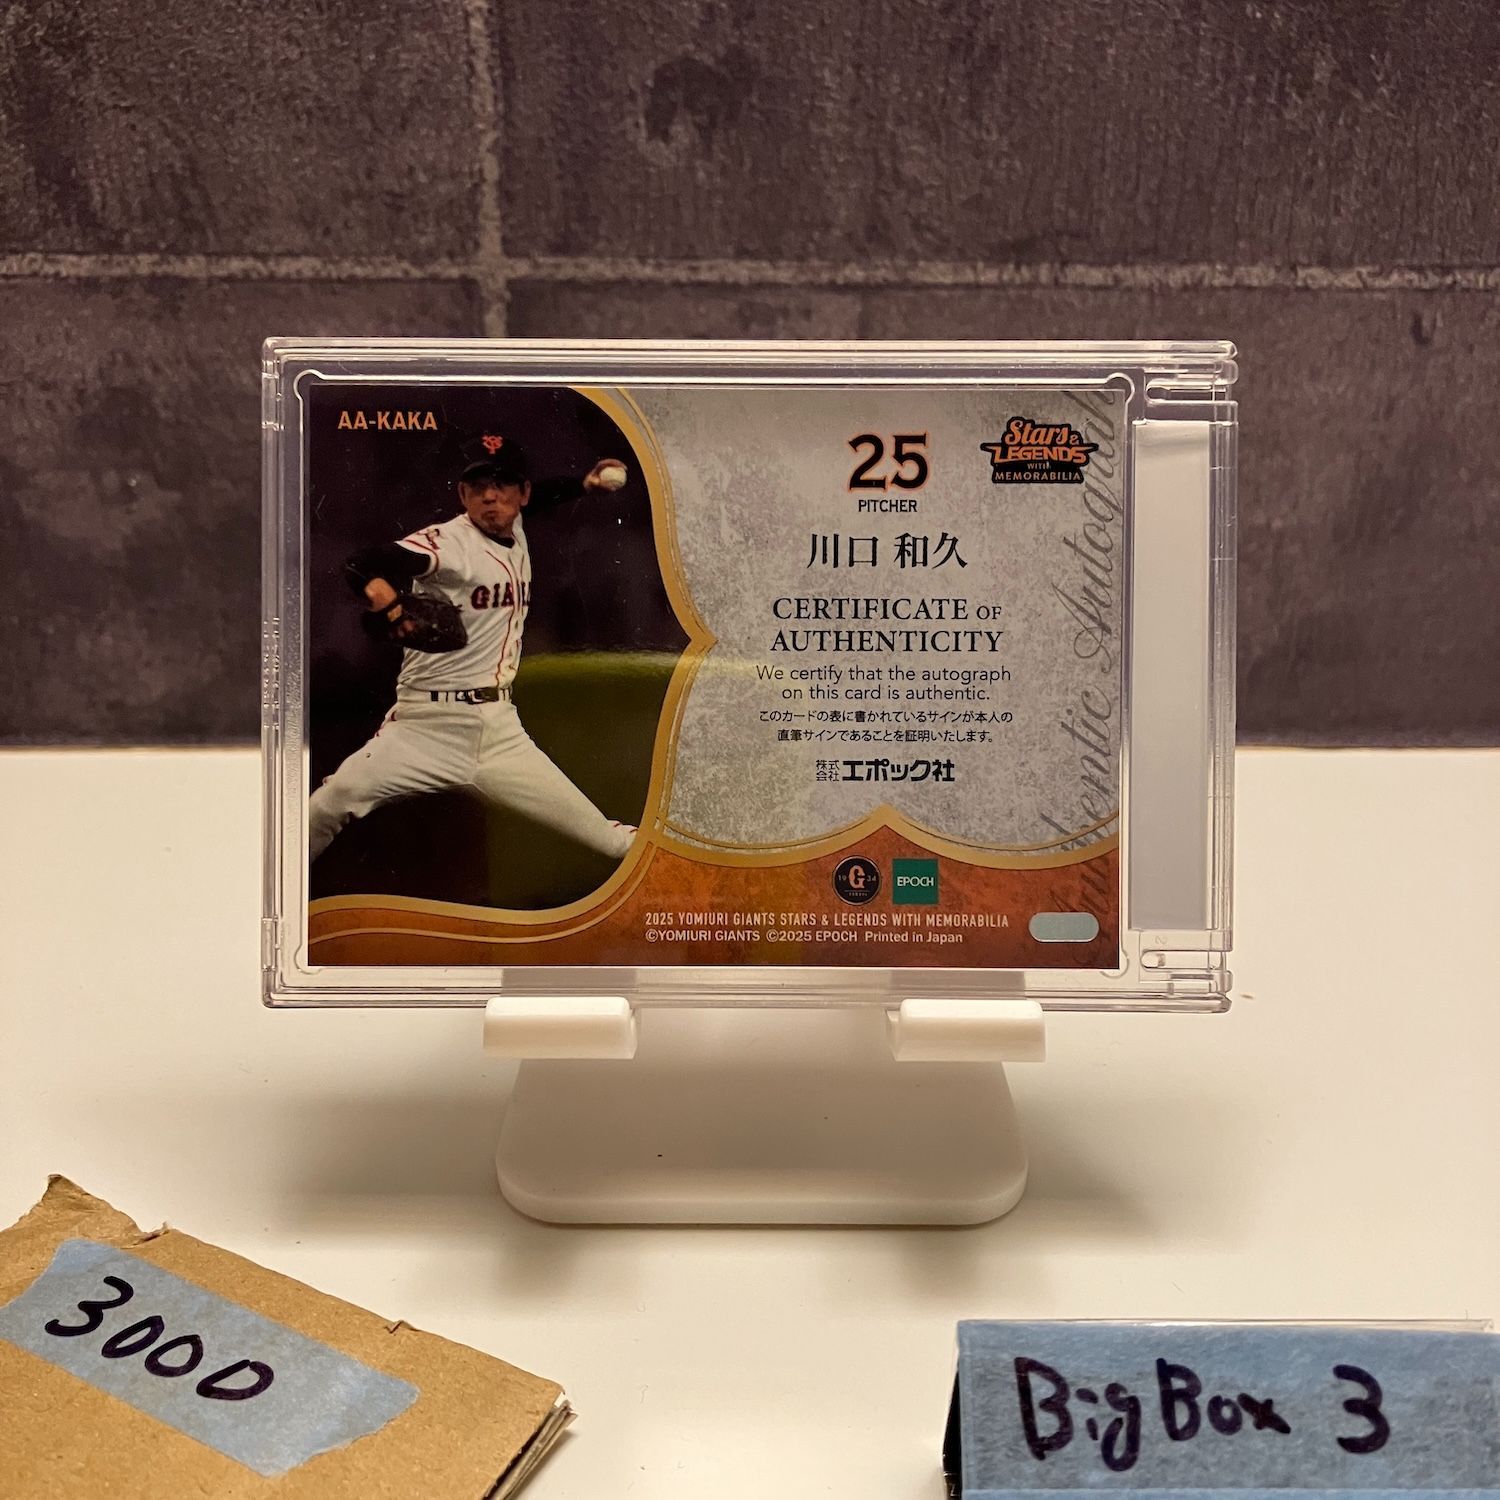 AA-KAKA
25
PITCHER
川口 和久
Stars &
LEGENDS
WITH
MEMORABILIA
CERTIFICATE OF
AUTHENTICITY
We certify that the autograph
on this card is authentic.
このカードの表に書かれているサインが本人の
直筆サインであることを証明いたします。
株式会社エポック社
Authentic Autograph
GIA
19 G 34
EPOCH
2025 YOMIURI GIANTS STARS & LEGENDS WITH MEMORABILIA
©YOMIURI GIANTS ©2025 EPOCH Printed in Japan
300D
Big Box 3